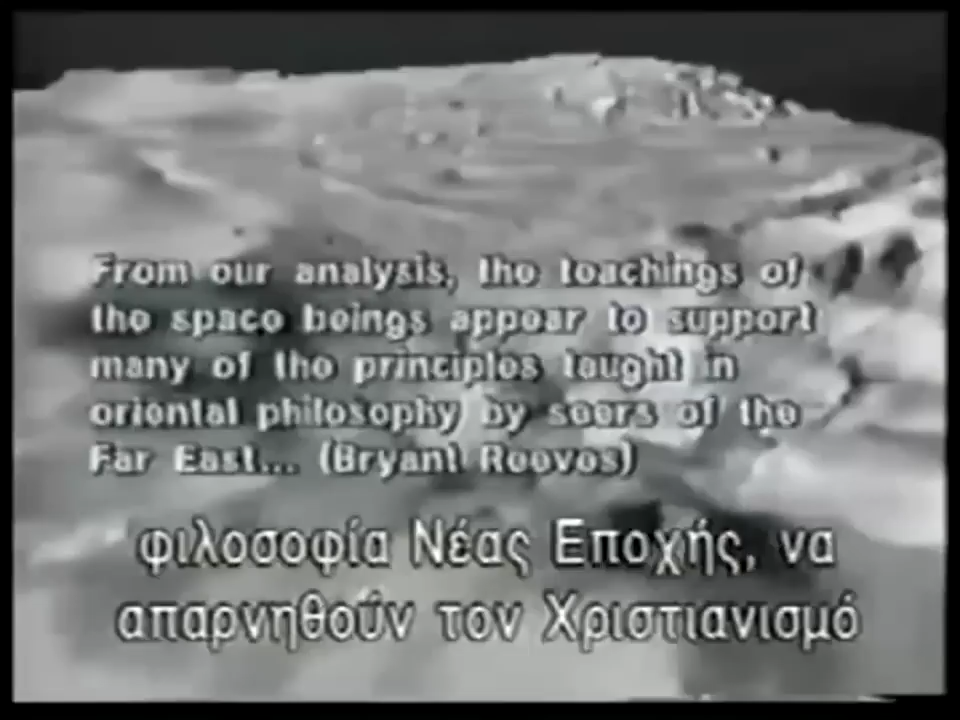 From our analysis, the teachings of
the space beings appear to support
many of the principles taught in
oriental philosophy by seers of the
Far East... (Bryant Reeves)
φιλοσοφία Νέας Εποχής, να
απαρνηθούν τον Χριστιανισμό